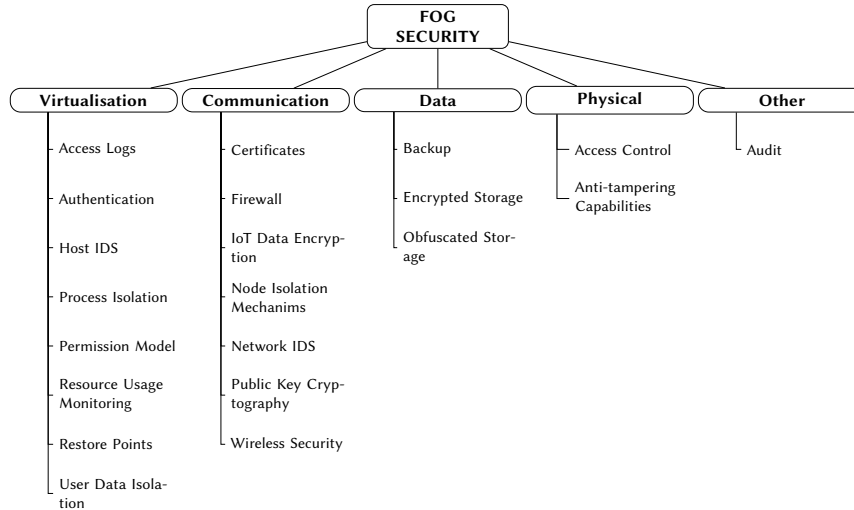 FOG
SECURITY
Virtualisation
Communication
Data
Physical
Other
Access Logs
Authentication
Host IDS
Process Isolation
Permission Model
Resource Usage
Monitoring
Restore Points
User Data Isola-
tion
Certificates
Firewall
IoT Data Encryp-
tion
Node Isolation
Mechanims
Network IDS
Public Key Cryp-
tography
Wireless Security
Backup
Encrypted Storage
Obfuscated Stor-
age
Access Control
Anti-tampering
Capabilities
Audit